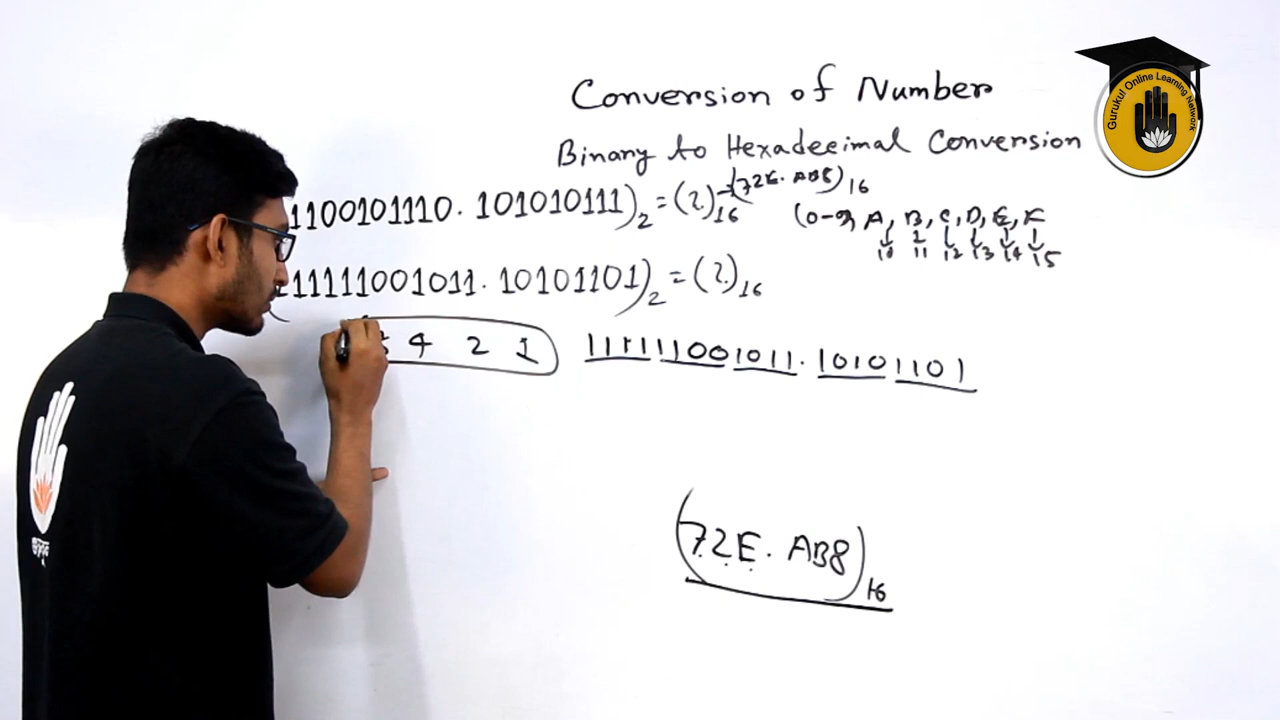 Conversion of Number
Gurukul Online Learning Network
Binary to Hexadecimal Conversion
1100101110.101010111)2 = (?)16 = (72E.AB8)16
(0-9) A, B, C, D, E, F
10 11 12 13 14 15
11111001011.10101101)2 = (?)16
4 2 1
111111001011.10101101
(72E.AB8)16
গুরুকুল